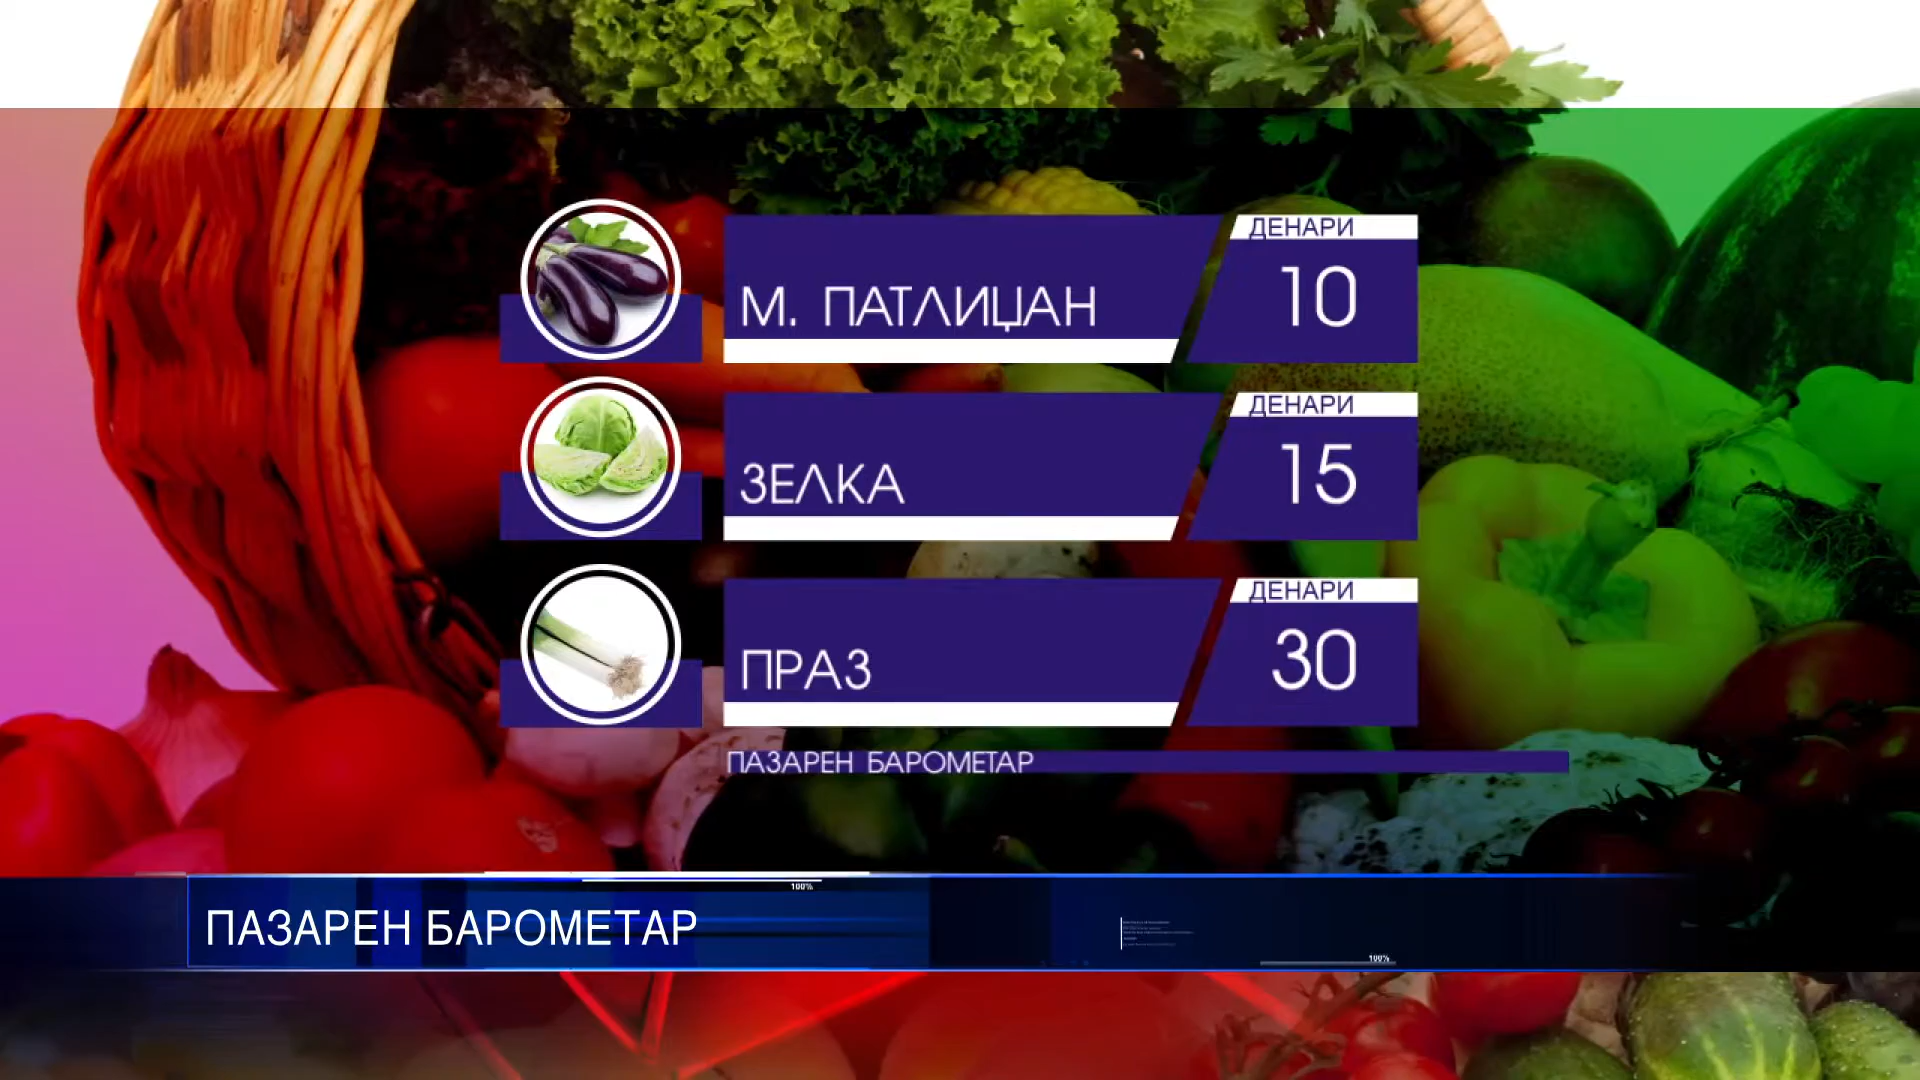 ДЕНАРИ
М. ПАТЛИЏАН
10
ДЕНАРИ
ЗЕЛКА
15
ДЕНАРИ
ПРАЗ
30
ПАЗАРЕН БАРОМЕТАР
100%
ПАЗАРЕН БАРОМЕТАР
100%